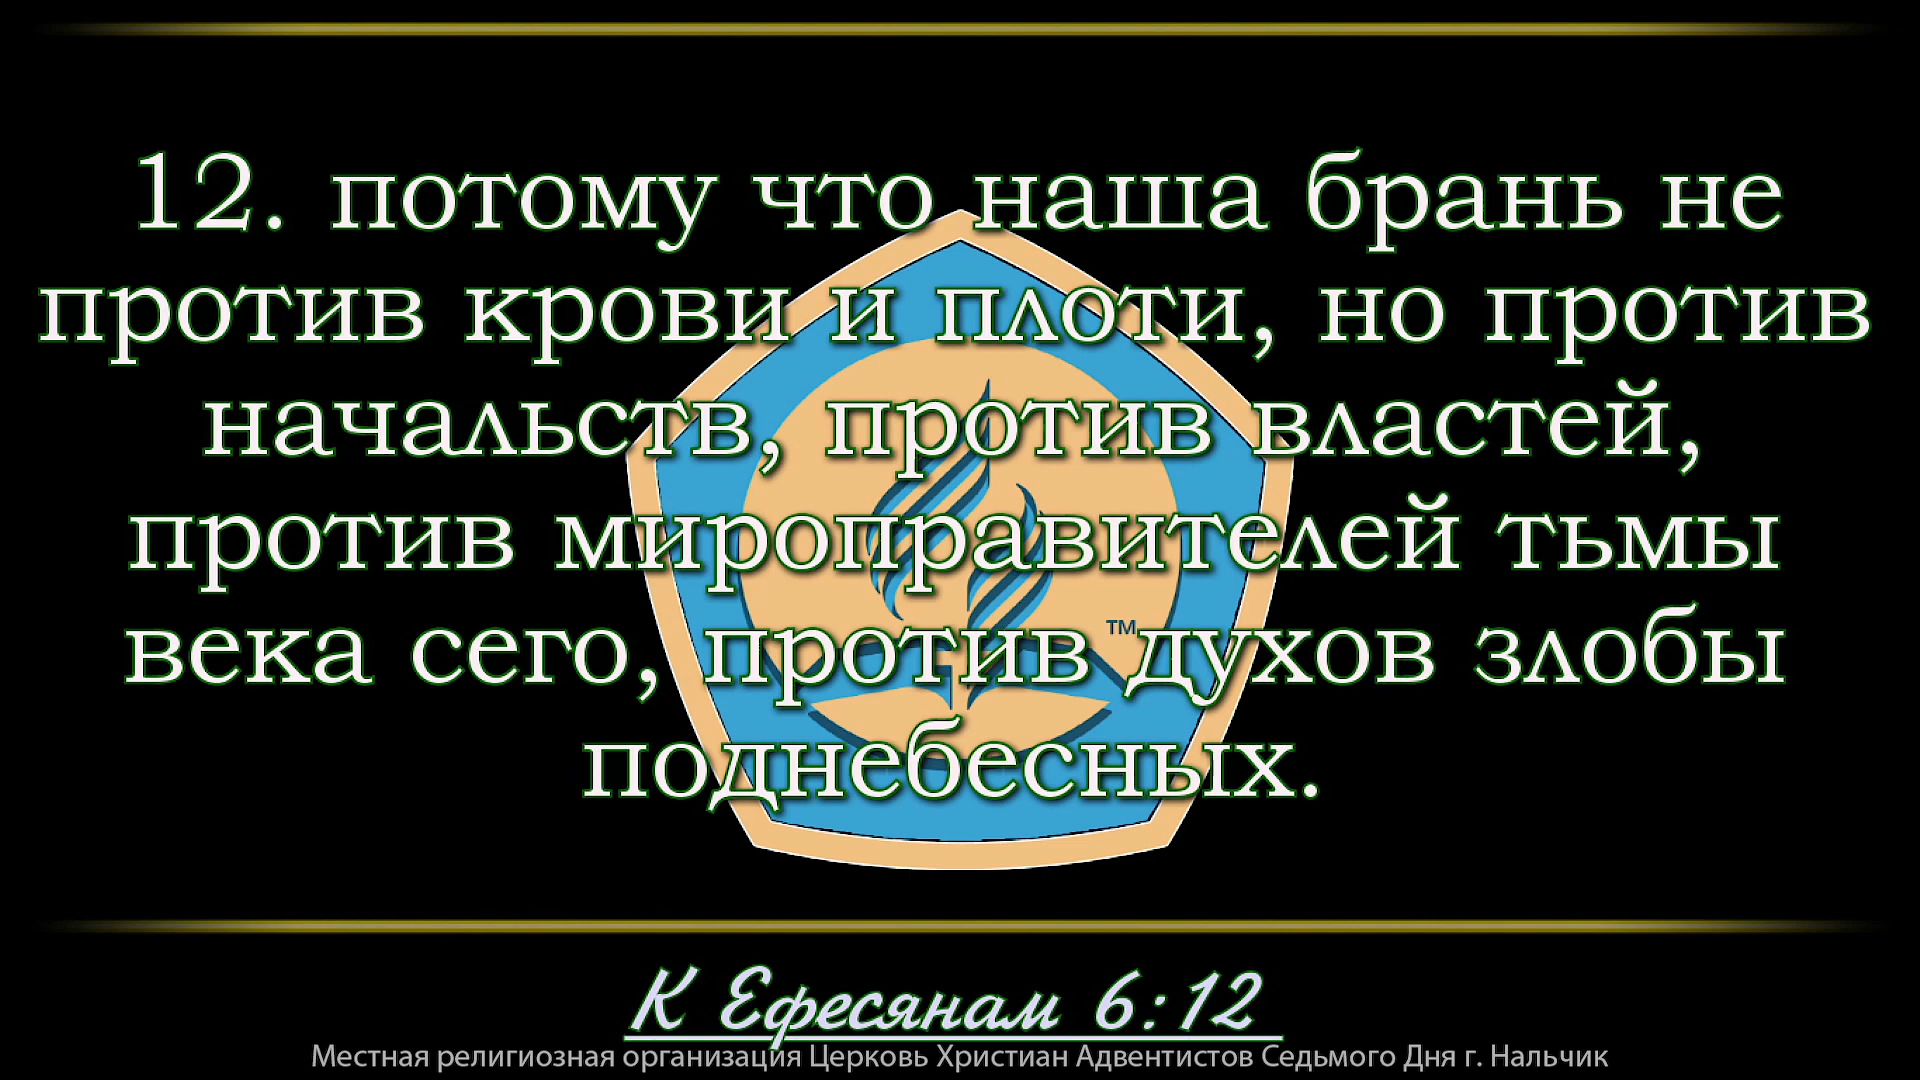 12. потому что наша брань не
против крови и плоти, но против
начальств, против властей,
против мироправителей тьмы
века сего, против духов злобы
поднебесных.
TM
К Ефесянам 6:12
Местная религиозная организация Церковь Христиан Адвентистов Седьмого Дня г. Нальчик